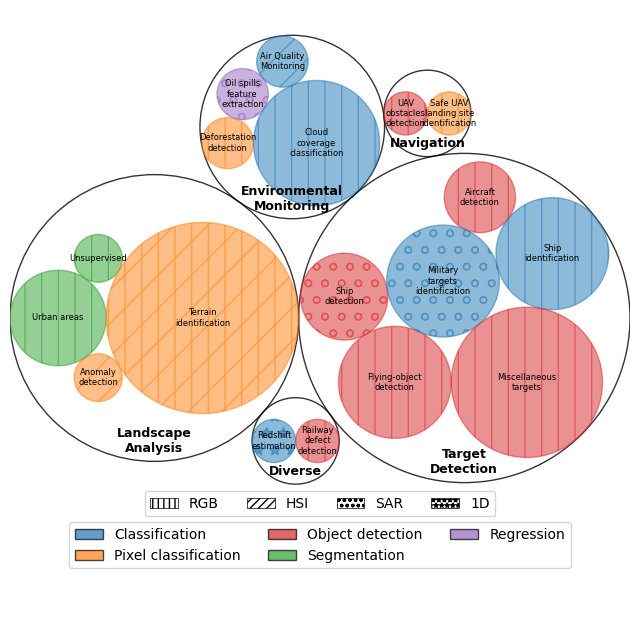 Air Quality
Monitoring
Oil spills
feature
extraction
Deforestation
detection
Cloud
coverage
classification
Environmental
Monitoring
UAV
obstacles
detection
Safe UAV
landing site
identification
Navigation
Unsupervised
Urban areas
Terrain
identification
Anomaly
detection
Landscape
Analysis
Aircraft
detection
Ship
identification
Military
targets
identification
Ship
detection
Flying-object
detection
Miscellaneous
targets
Target
Detection
Redshift
estimation
Railway
defect
detection
Diverse
RGB HSI SAR 1D
Classification Object detection Regression
Pixel classification Segmentation